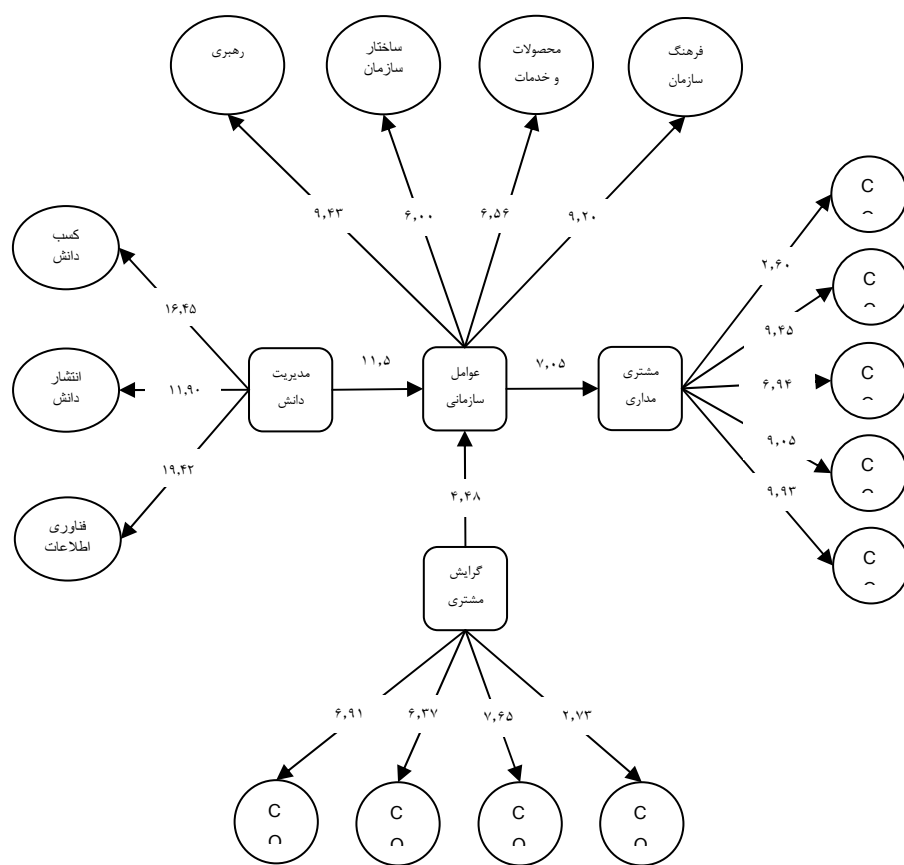 رهبری
ساختار
سازمان
محصولات
و خدمات
فرهنگ
سازمان
۹,۴۳
۶,۰۰
۶,۵۶
۹,۲۰
C
۲,۶۰
کسب
دانش
۱۶,۴۵
C
۹,۴۵
انتشار
دانش
۱۱,۹۰
مدیریت
دانش
۱۱,۵
عوامل
سازمانی
۷,۰۵
مشتری
مداری
۶,۹۴
C
۱۹,۴۲
۹,۰۵
C
۹,۹۳
فناوری
اطلاعات
۴,۴۸
C
گرایش
مشتری
۶,۹۱
۶,۳۷
۷,۶۵
۲,۷۳
C
C
C
C